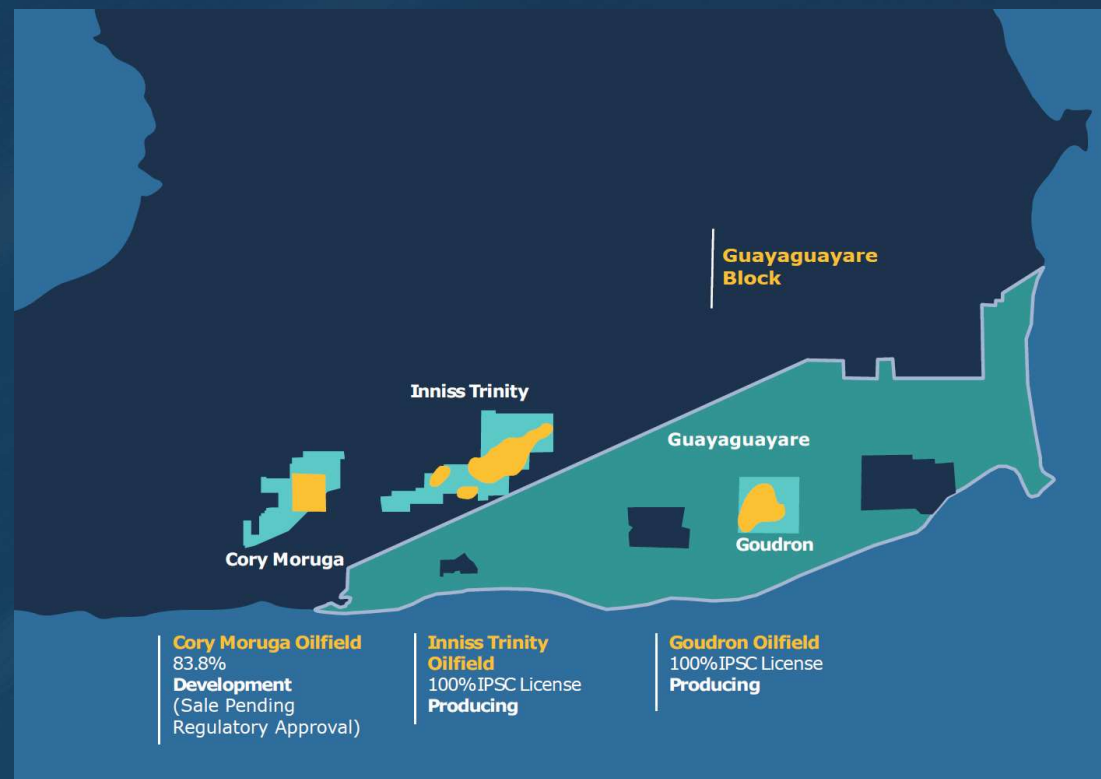 Guayaguayare
Block
Inniss Trinity
Guayaguayare
Cory Moruga
Goudron
Cory Moruga Oilfield
83.8%
Development
(Sale Pending
Regulatory Approval)
Inniss Trinity
Oilfield
100% IPSC License
Producing
Goudron Oilfield
100% IPSC License
Producing